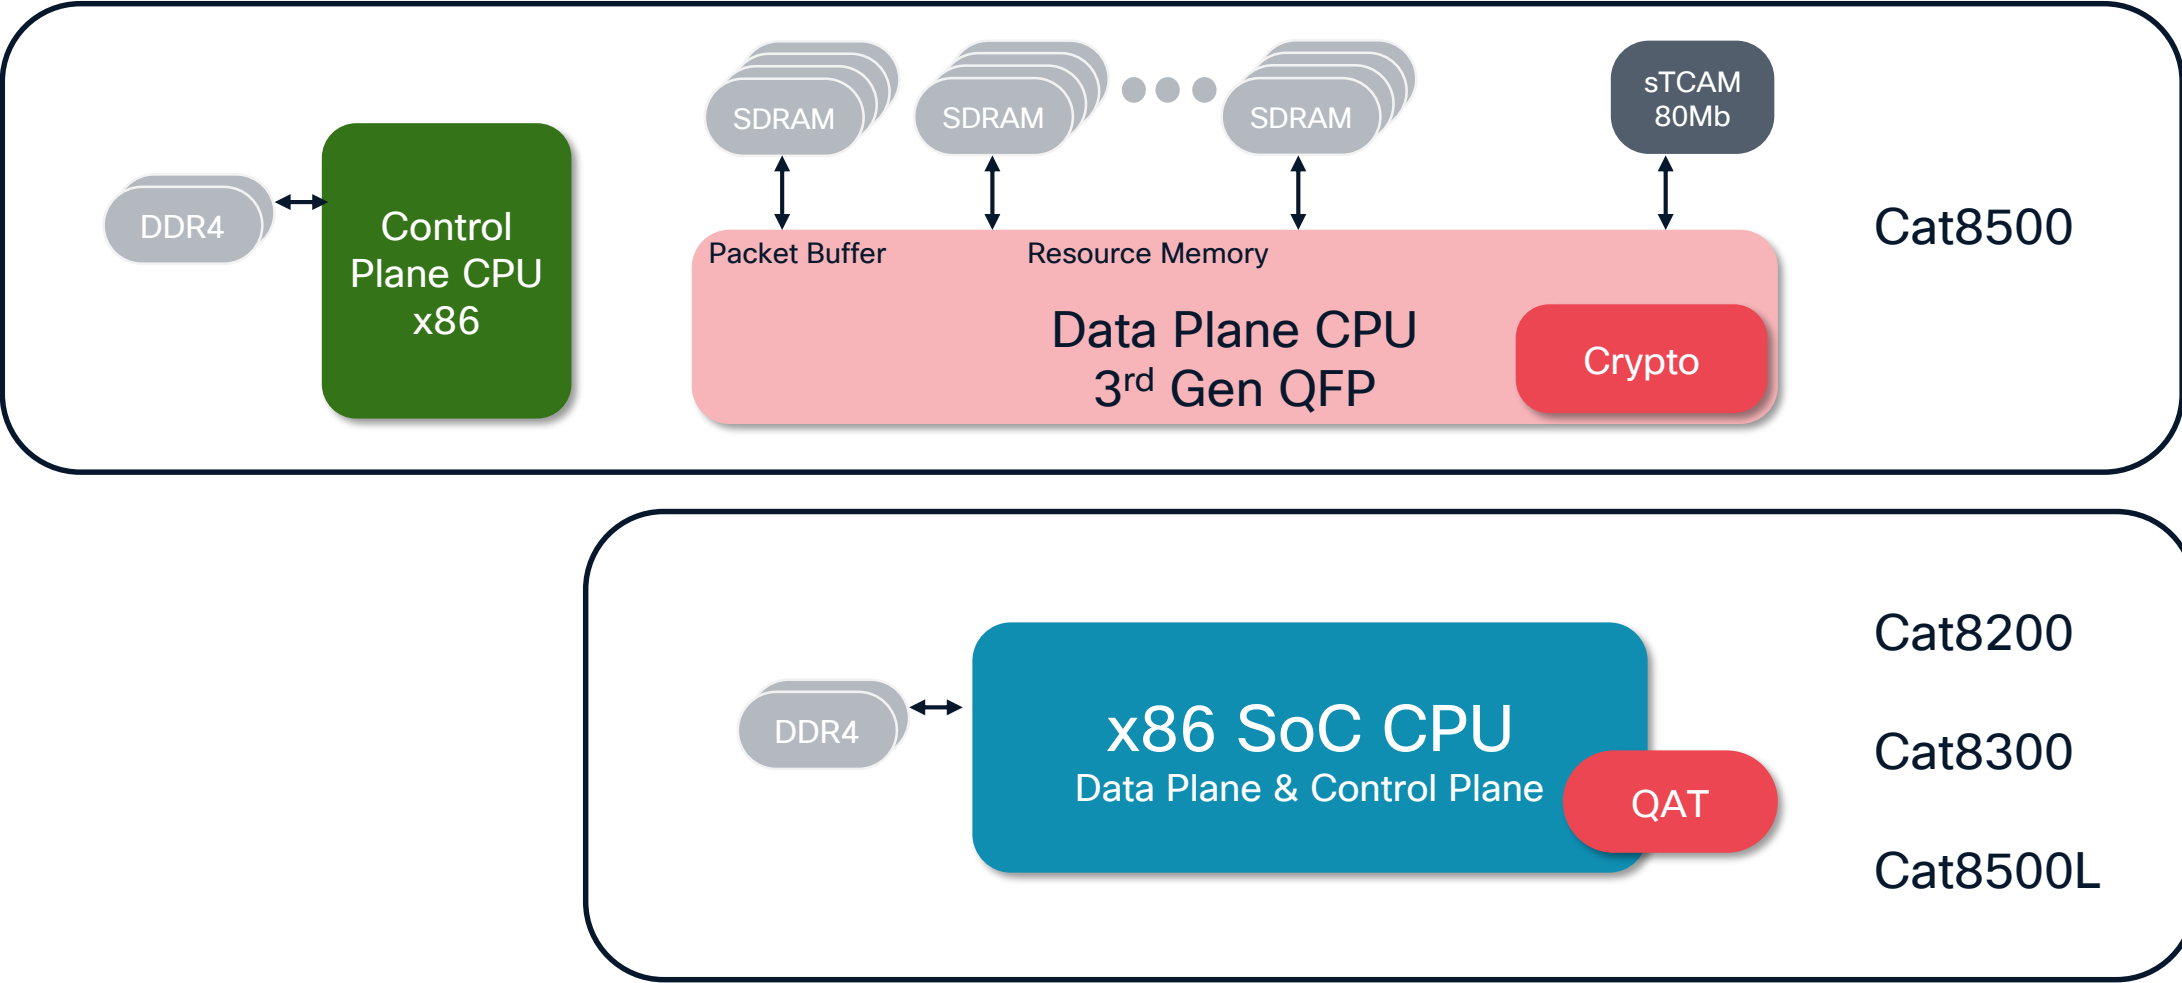 SDRAM
SDRAM
SDRAM
sTCAM
80Mb
DDR4
Control
Plane CPU
x86
Packet Buffer
Resource Memory
Data Plane CPU
3rd Gen QFP
Crypto
Cat8500
DDR4
x86 SoC CPU
Data Plane & Control Plane
QAT
Cat8200
Cat8300
Cat8500L